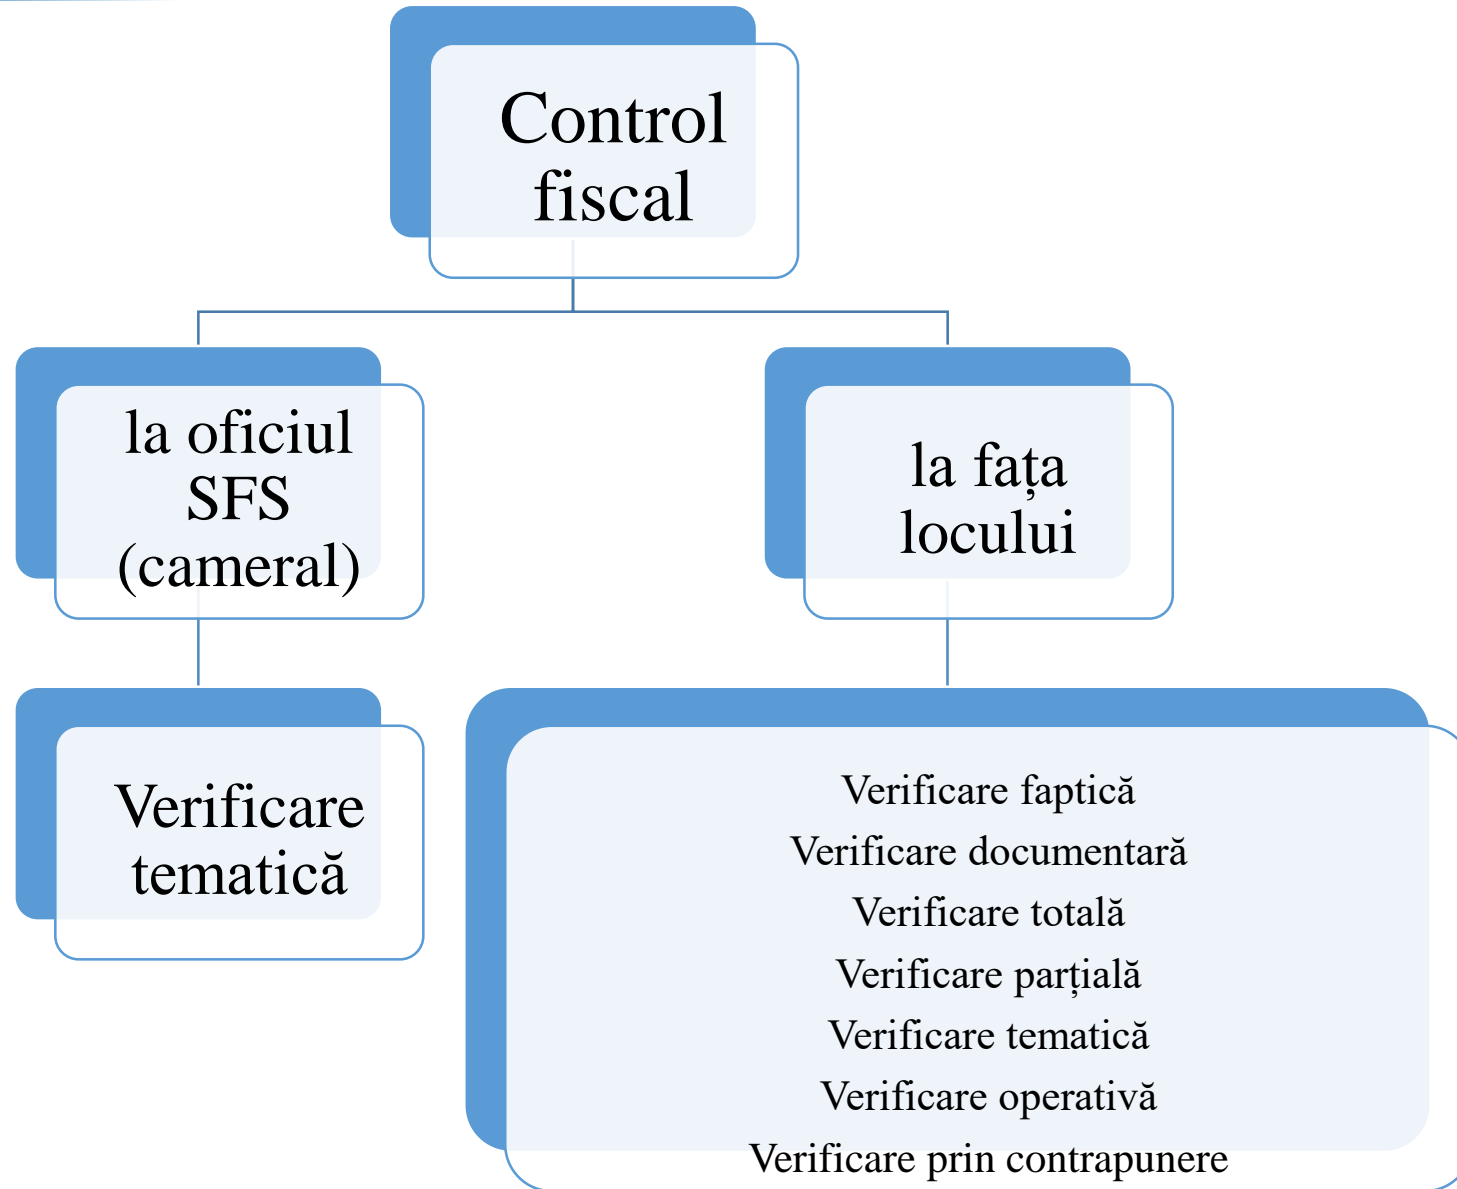 Control
fiscal
la oficiul
SFS
(cameral)
la fața
locului
Verificare
tematică
Verificare faptică
Verificare documentară
Verificare totală
Verificare parțială
Verificare tematică
Verificare operativă
Verificare prin contrapunere